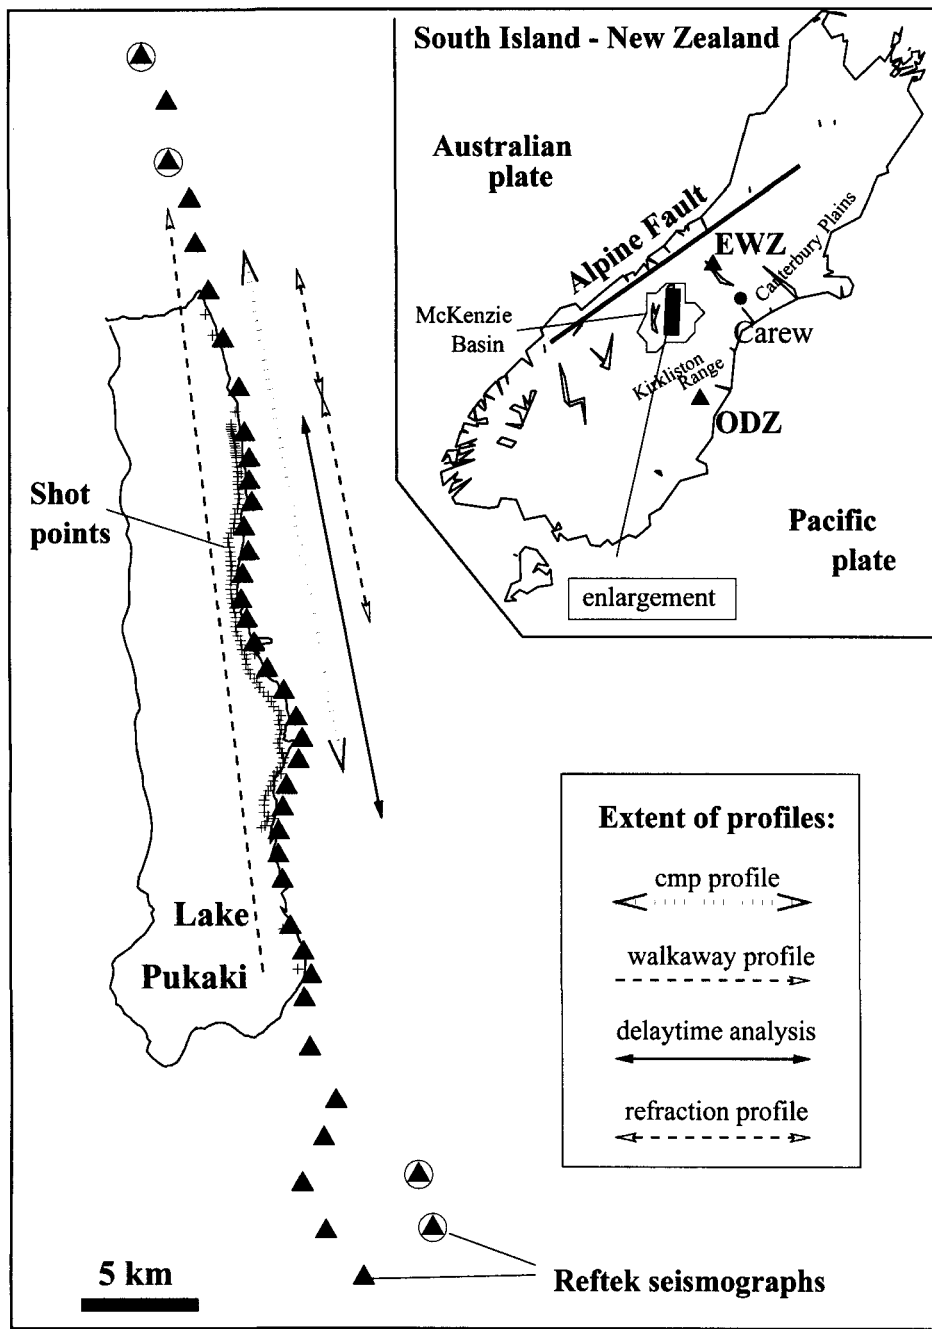 South Island - New Zealand
Australian
plate
Alpine Fault
EWZ
Canterbury Plains
McKenzie
Basin
Carew
Kirkliston
Range
ODZ
Pacific
plate
enlargement
Shot
points
Extent of profiles:
cmp profile
walkaway profile
delaytime analysis
refraction profile
Lake
Pukaki
5 km
Reftek seismographs